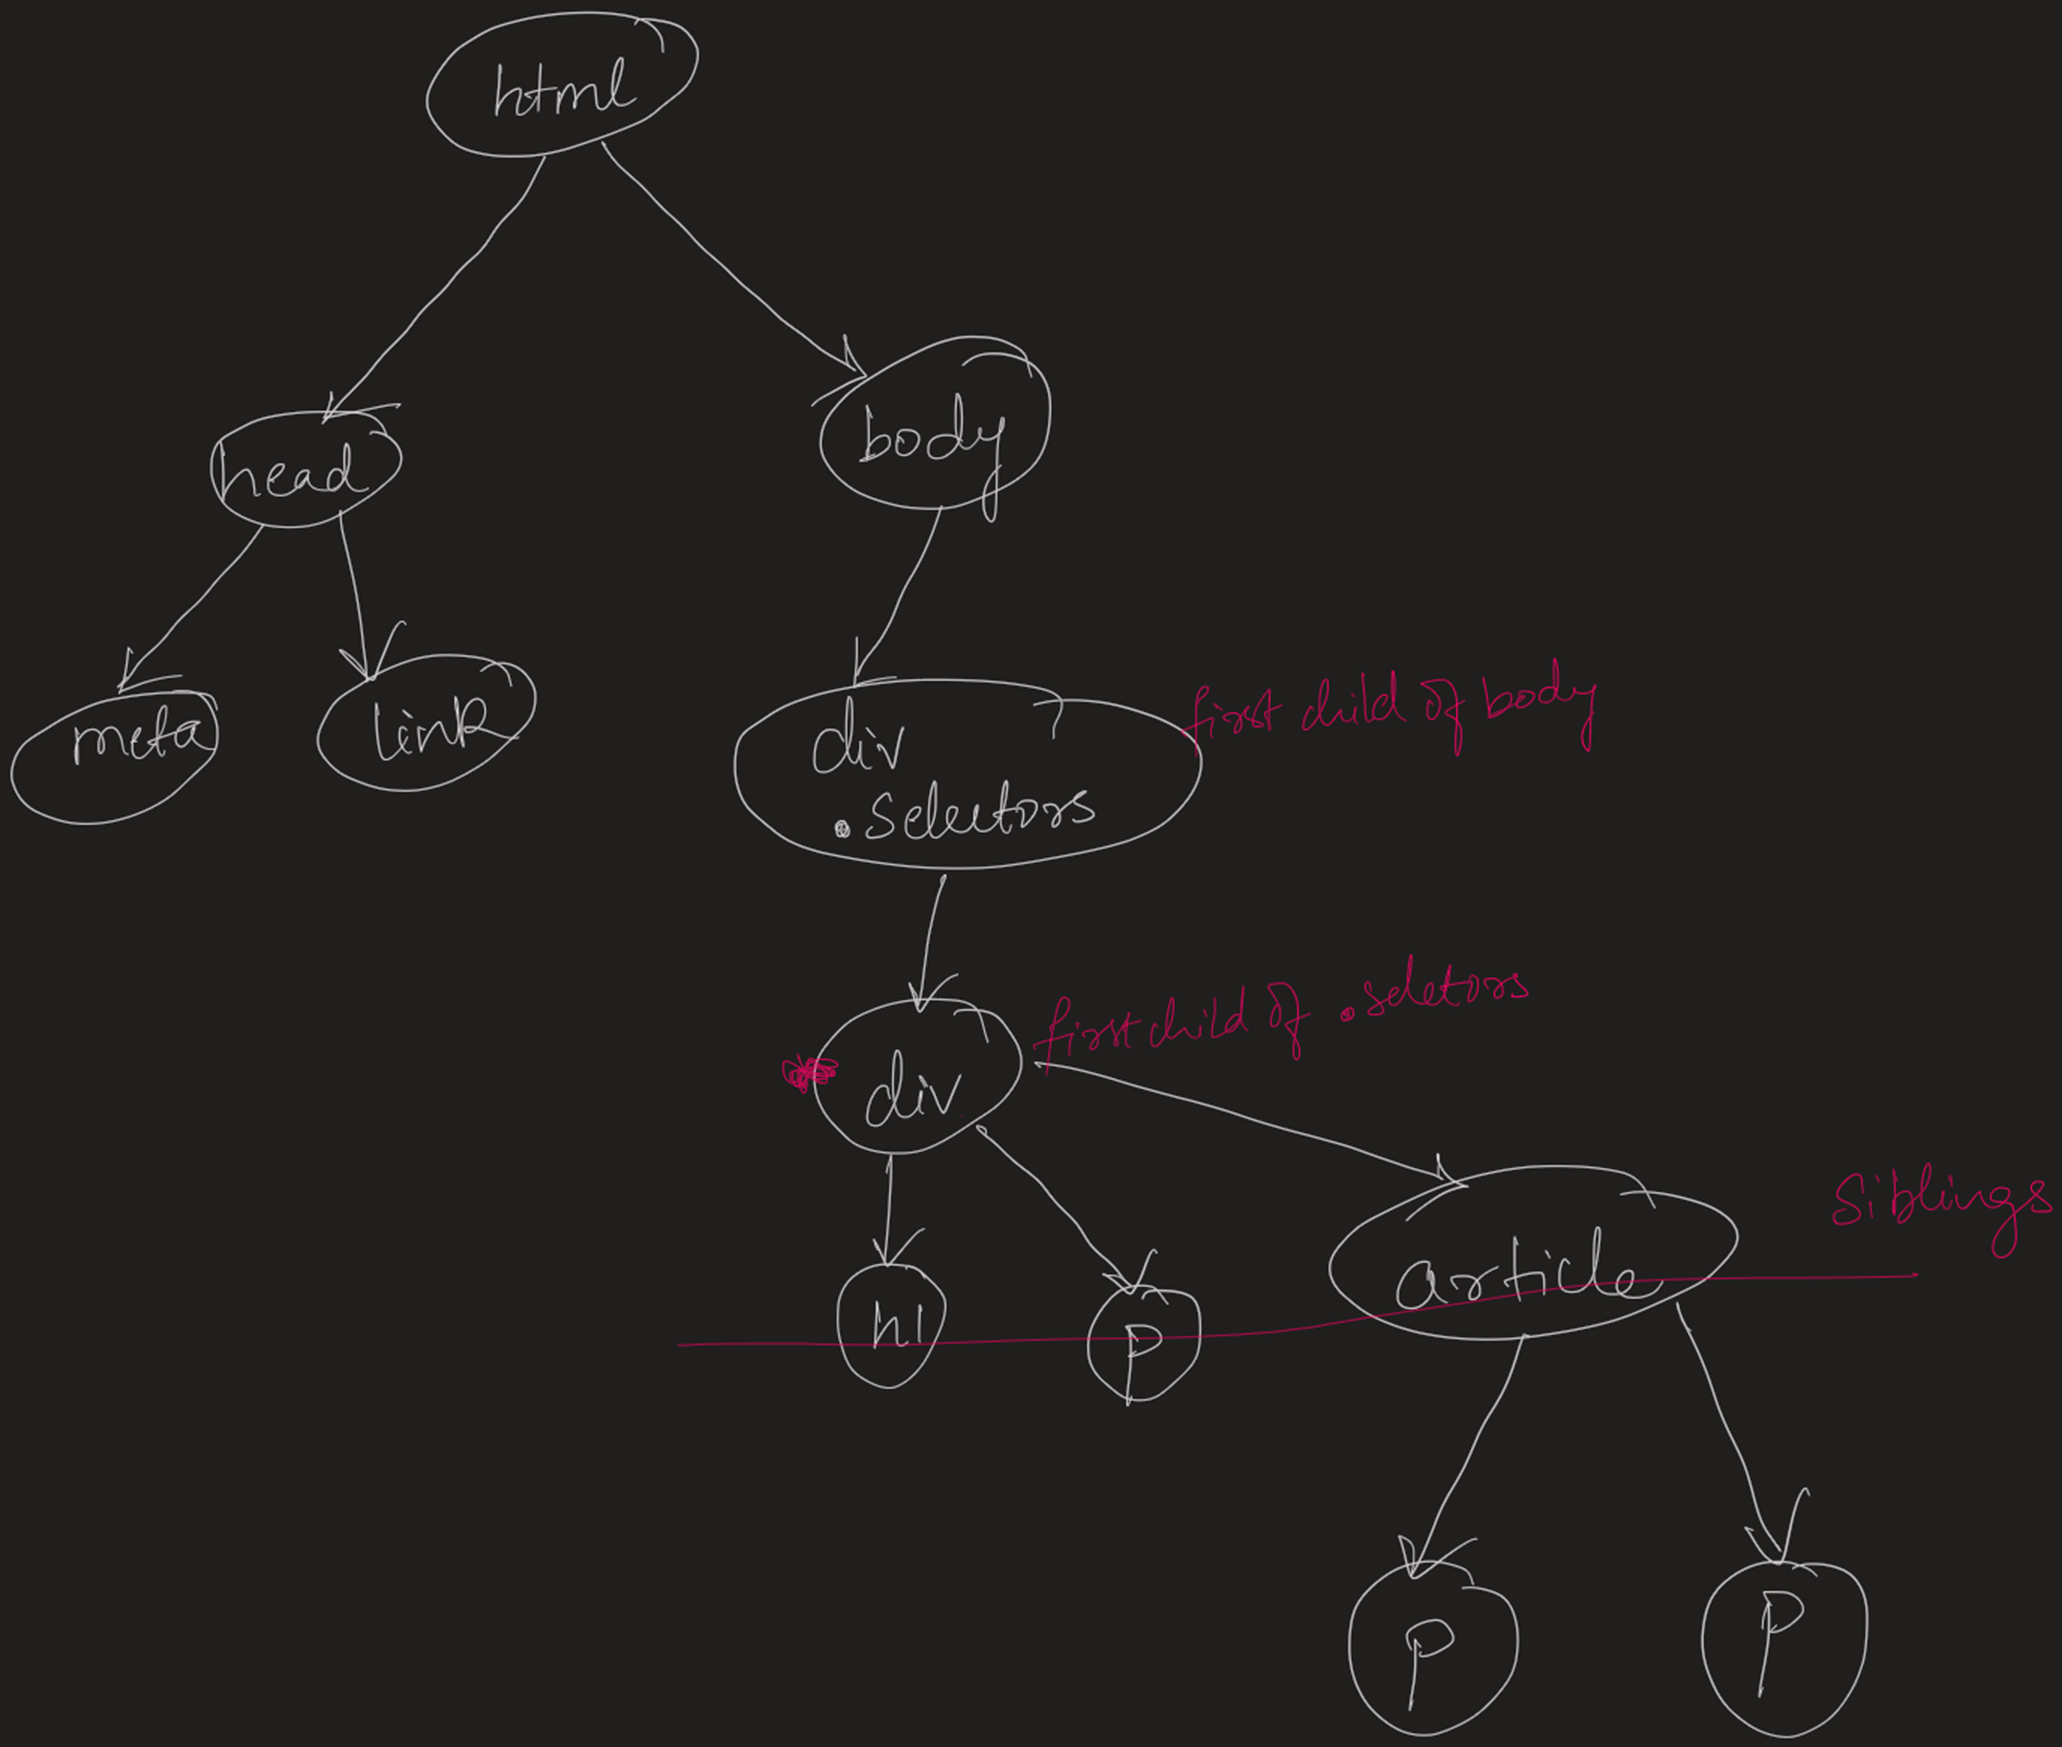 html
head
body
meta
link
div
.Selectors
first child of body
div
first child of .selectors
h1
p
article
Siblings
p
p